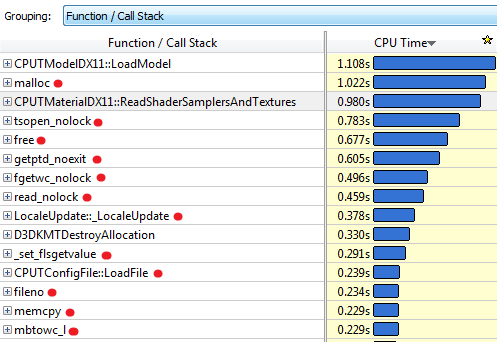 Grouping: Function / Call Stack
Function / Call Stack CPU Time
CPUTModelDX11::LoadModel 1.108s
malloc 1.022s
CPUTMaterialDX11::ReadShaderSamplersAndTextures 0.980s
tsopen_nolock 0.783s
free 0.677s
getptd_noexit 0.605s
fgetwc_nolock 0.496s
read_nolock 0.459s
LocaleUpdate::_LocaleUpdate 0.378s
D3DKMTDestroyAllocation 0.330s
_set_flsgetvalue 0.291s
CPUTConfigFile::LoadFile 0.239s
fileno 0.234s
memcpy 0.229s
mbtowc_l 0.229s